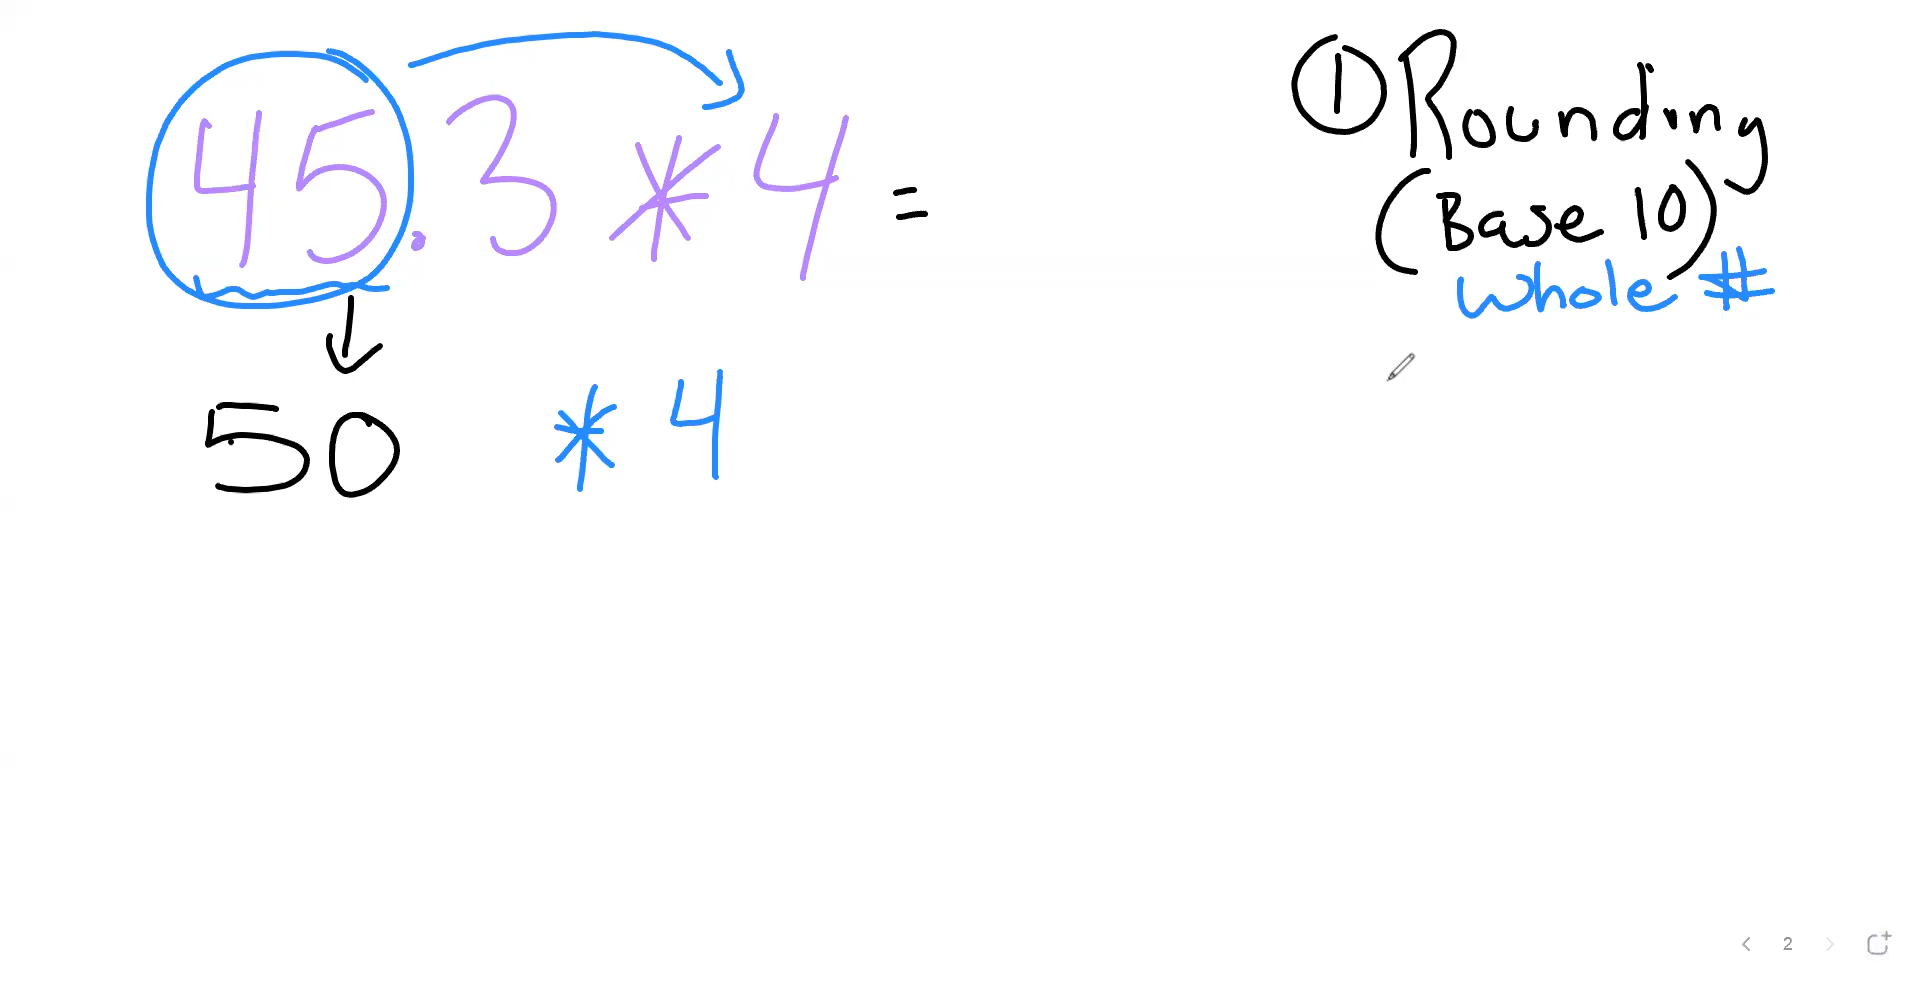 45.3 * 4 =
50 * 4
① Rounding
(Base 10)
Whole #
2